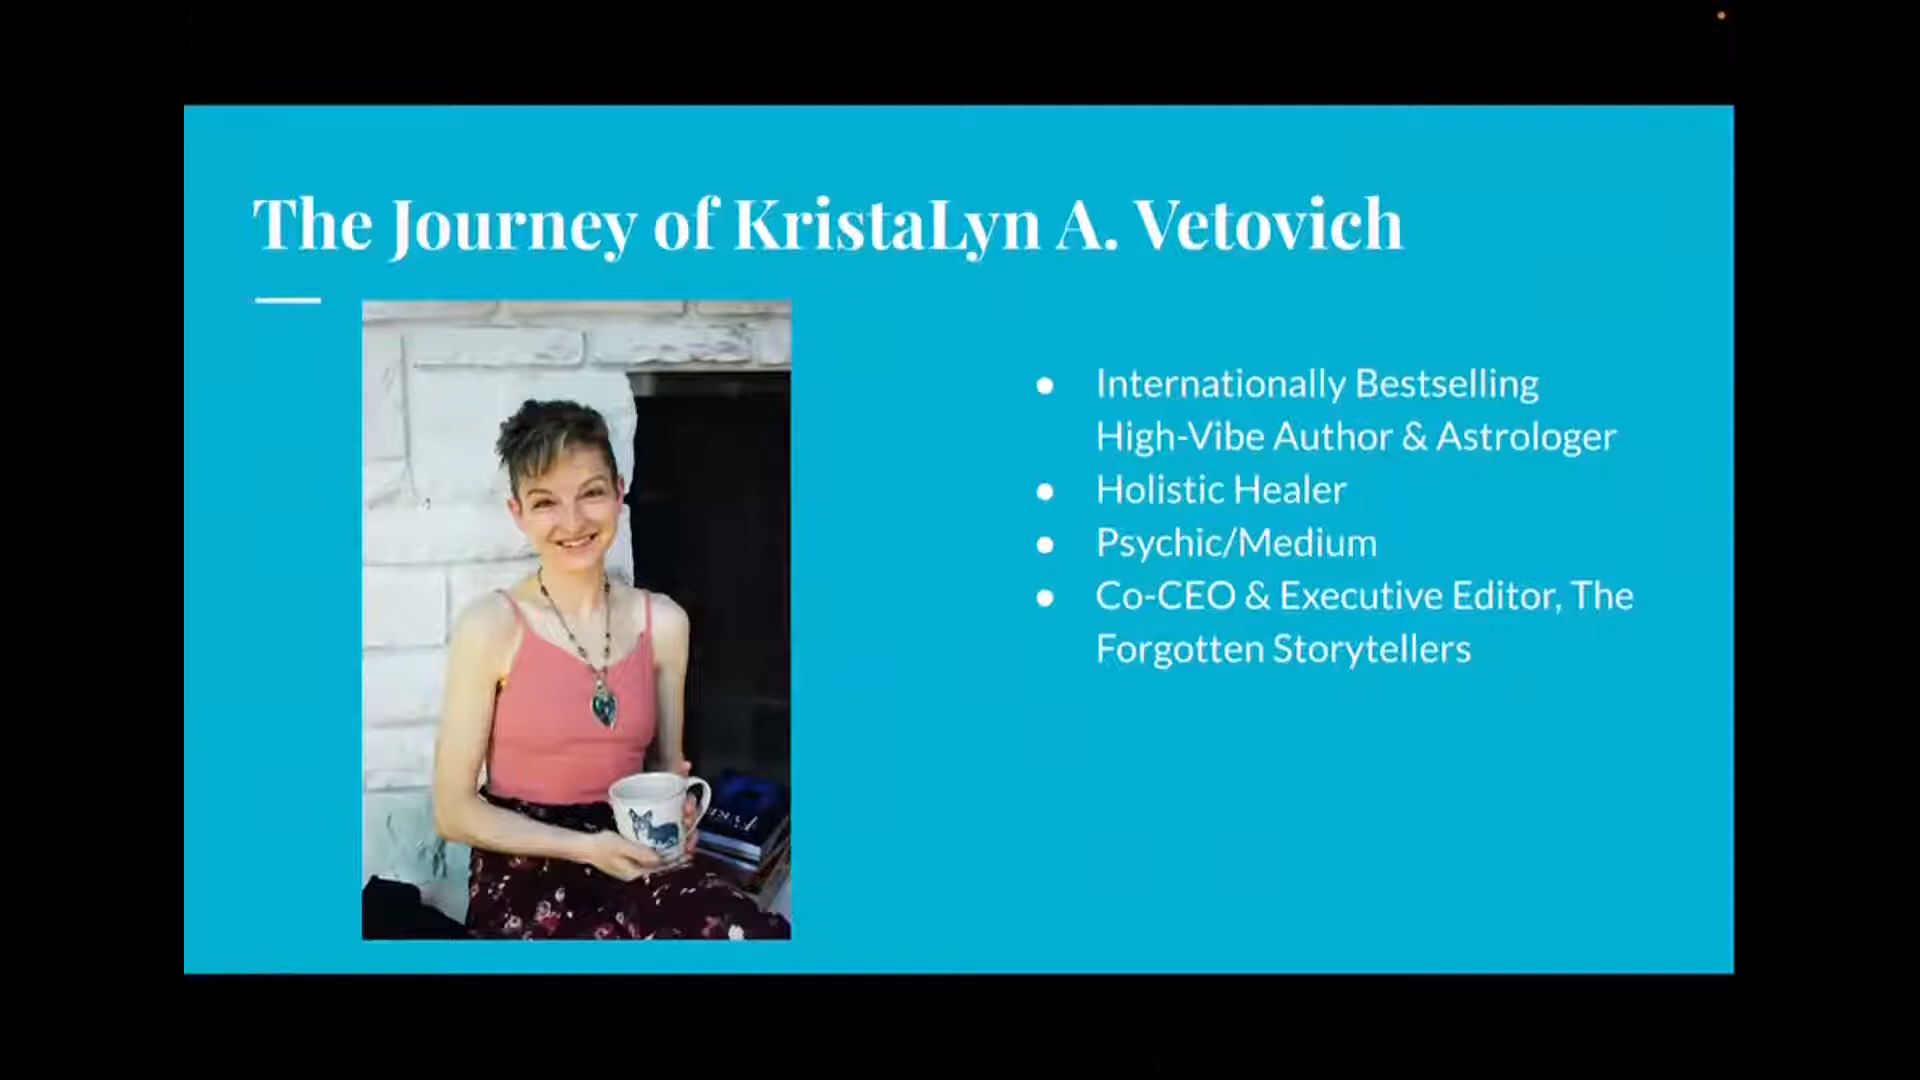 The Journey of KristaLyn A. Vetovich
● Internationally Bestselling
High-Vibe Author & Astrologer
● Holistic Healer
● Psychic/Medium
● Co-CEO & Executive Editor, The
Forgotten Storytellers